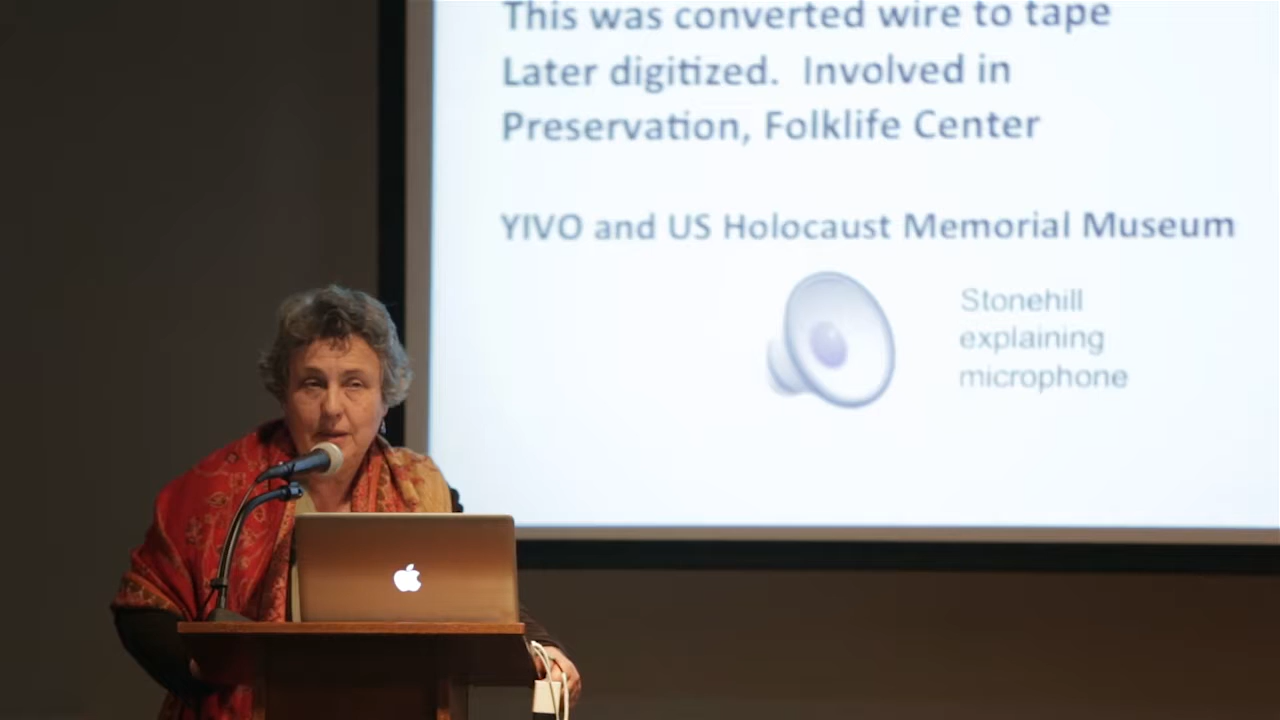 This was converted wire to tape
Later digitized. Involved in
Preservation, Folklife Center
YIVO and US Holocaust Memorial Museum
Stonehill
explaining
microphone